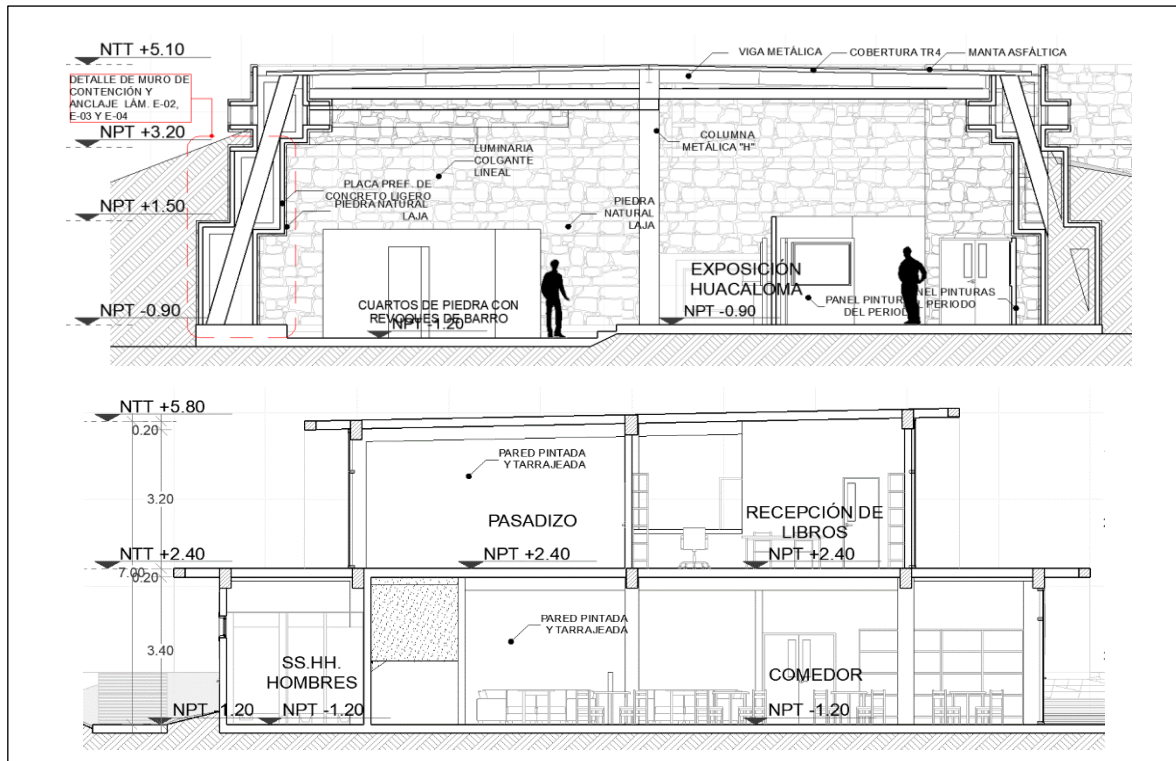 NTT +5.10
VIGA METÁLICA
COBERTURA TR4
MANTA ASFÁLTICA
DETALLE DE MURO DE
CONTENCIÓN Y
ANCLAJE LÁM. E-02,
E-03 Y E-04
NPT +3.20
COLUMNA
METÁLICA "H"
LUMINARIA
COLGANTE
LINEAL
PLACA PREF. DE
CONCRETO LIGERO
PIEDRA NATURAL
LAJA
NPT +1.50
PIEDRA
NATURAL
LAJA
EXPOSICIÓN
HUACALOMA
NPT -0.90
CUARTOS DE PIEDRA CON
REVOQUES DE BARRO
NPT -1.20
NPT -0.90
PANEL PINTURAS
DEL PERIODO
PANEL PINTURAS
DEL PERIODO
NTT +5.80
0.20
PARED PINTADA
Y TARRAJEADA
3.20
PASADIZO
RECEPCIÓN DE
LIBROS
NTT +2.40
NPT +2.40
NPT +2.40
7.00
0.20
PARED PINTADA
Y TARRAJEADA
3.40
SS.HH.
HOMBRES
COMEDOR
NPT -1.20
NPT -1.20
NPT -1.20